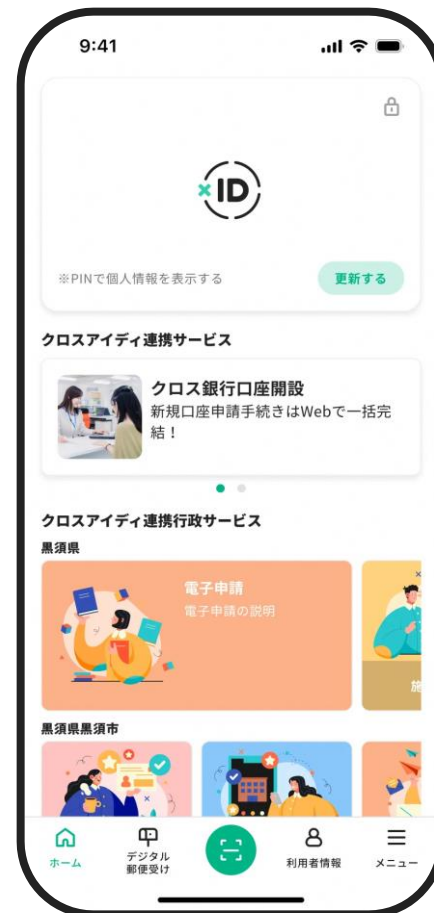 9:41
×ID
※PINで個人情報を表示する
更新する
クロスアイディ連携サービス
クロス銀行口座開設
新規口座申請手続きはWebで一括完
結！
クロスアイディ連携行政サービス
黒須県
電子申請
電子申請の説明
施
黒須県黒須市
ホーム
デジタル
郵便受け
利用者情報
メニュー